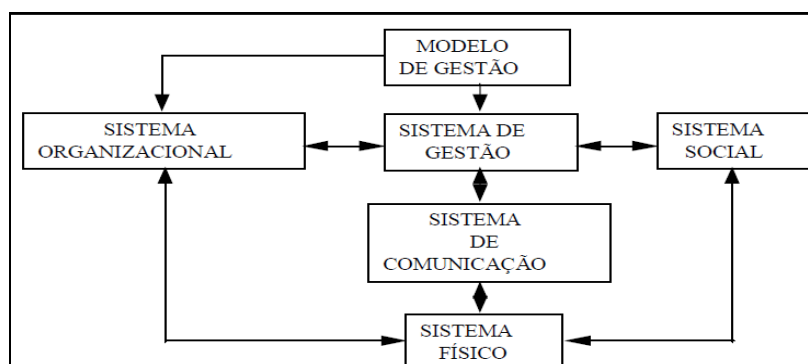 MODELO
DE GESTÃO
SISTEMA
ORGANIZACIONAL
SISTEMA DE
GESTÃO
SISTEMA
SOCIAL
SISTEMA
DE
COMUNICAÇÃO
SISTEMA
FÍSICO